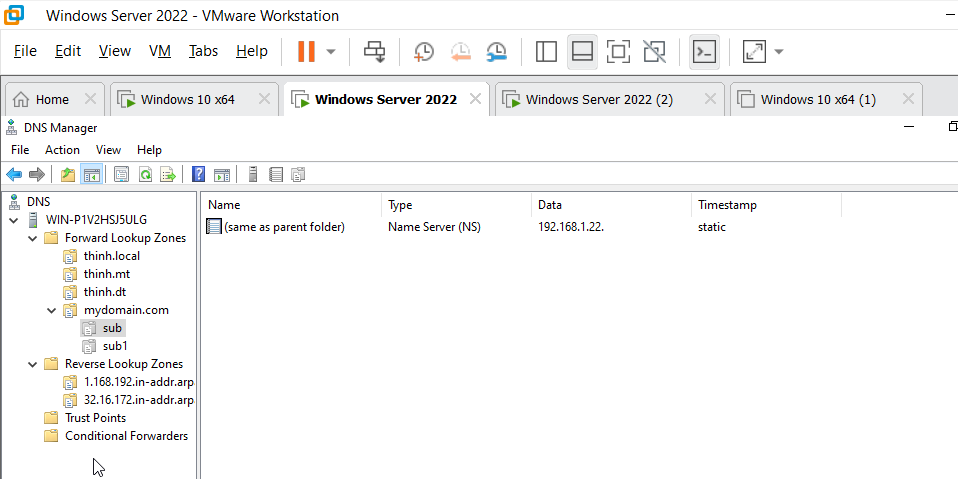 Windows Server 2022 - VMware Workstation
File Edit View VM Tabs Help
Home Windows 10 x64 Windows Server 2022 Windows Server 2022 (2) Windows 10 x64 (1)
DNS Manager
File Action View Help
DNS
WIN-P1V2HSJ5ULG
Forward Lookup Zones
thinh.local
thinh.mt
thinh.dt
mydomain.com
sub
sub1
Reverse Lookup Zones
1.168.192.in-addr.arp
32.16.172.in-addr.arp
Trust Points
Conditional Forwarders
Name Type Data Timestamp
(same as parent folder) Name Server (NS) 192.168.1.22. static